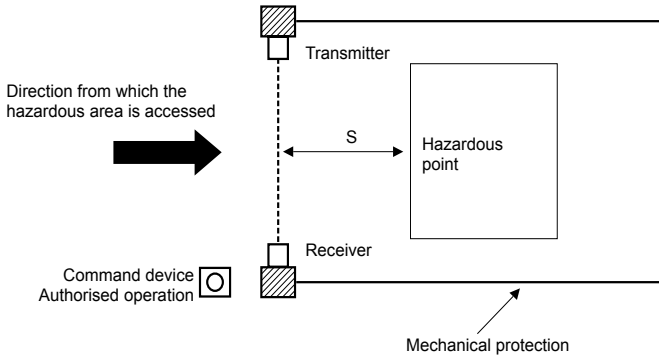 Transmitter
Direction from which the
hazardous area is accessed
S
Hazardous
point
Receiver
Command device
Authorised operation
Mechanical protection